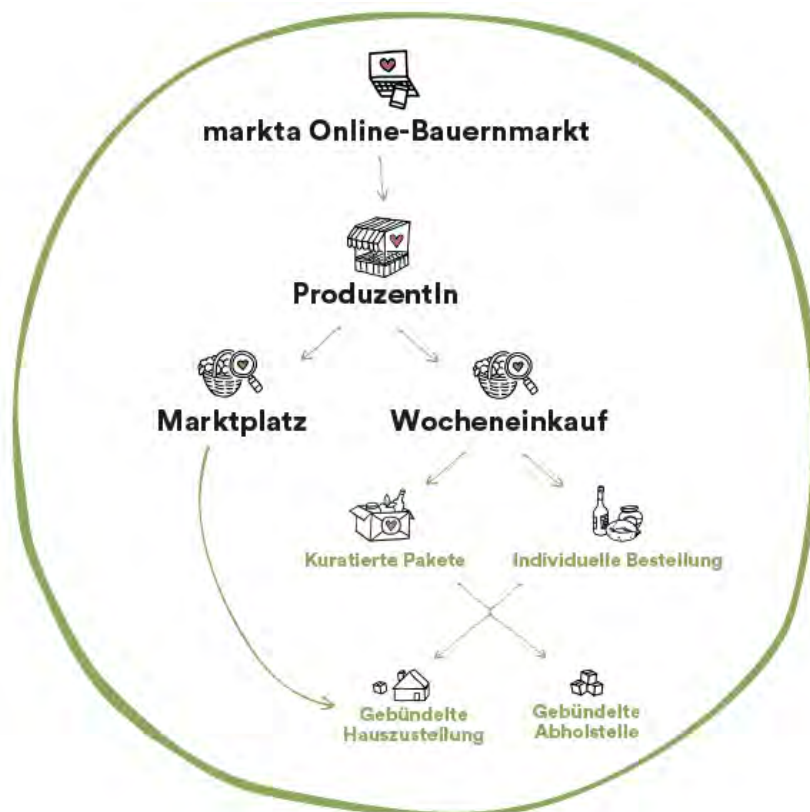 markta Online-Bauernmarkt
ProduzentIn
Marktplatz
Wocheneinkauf
Kuratierte Pakete
Individuelle Bestellung
Gebündelte
Hauszustellung
Gebündelte
Abholstelle